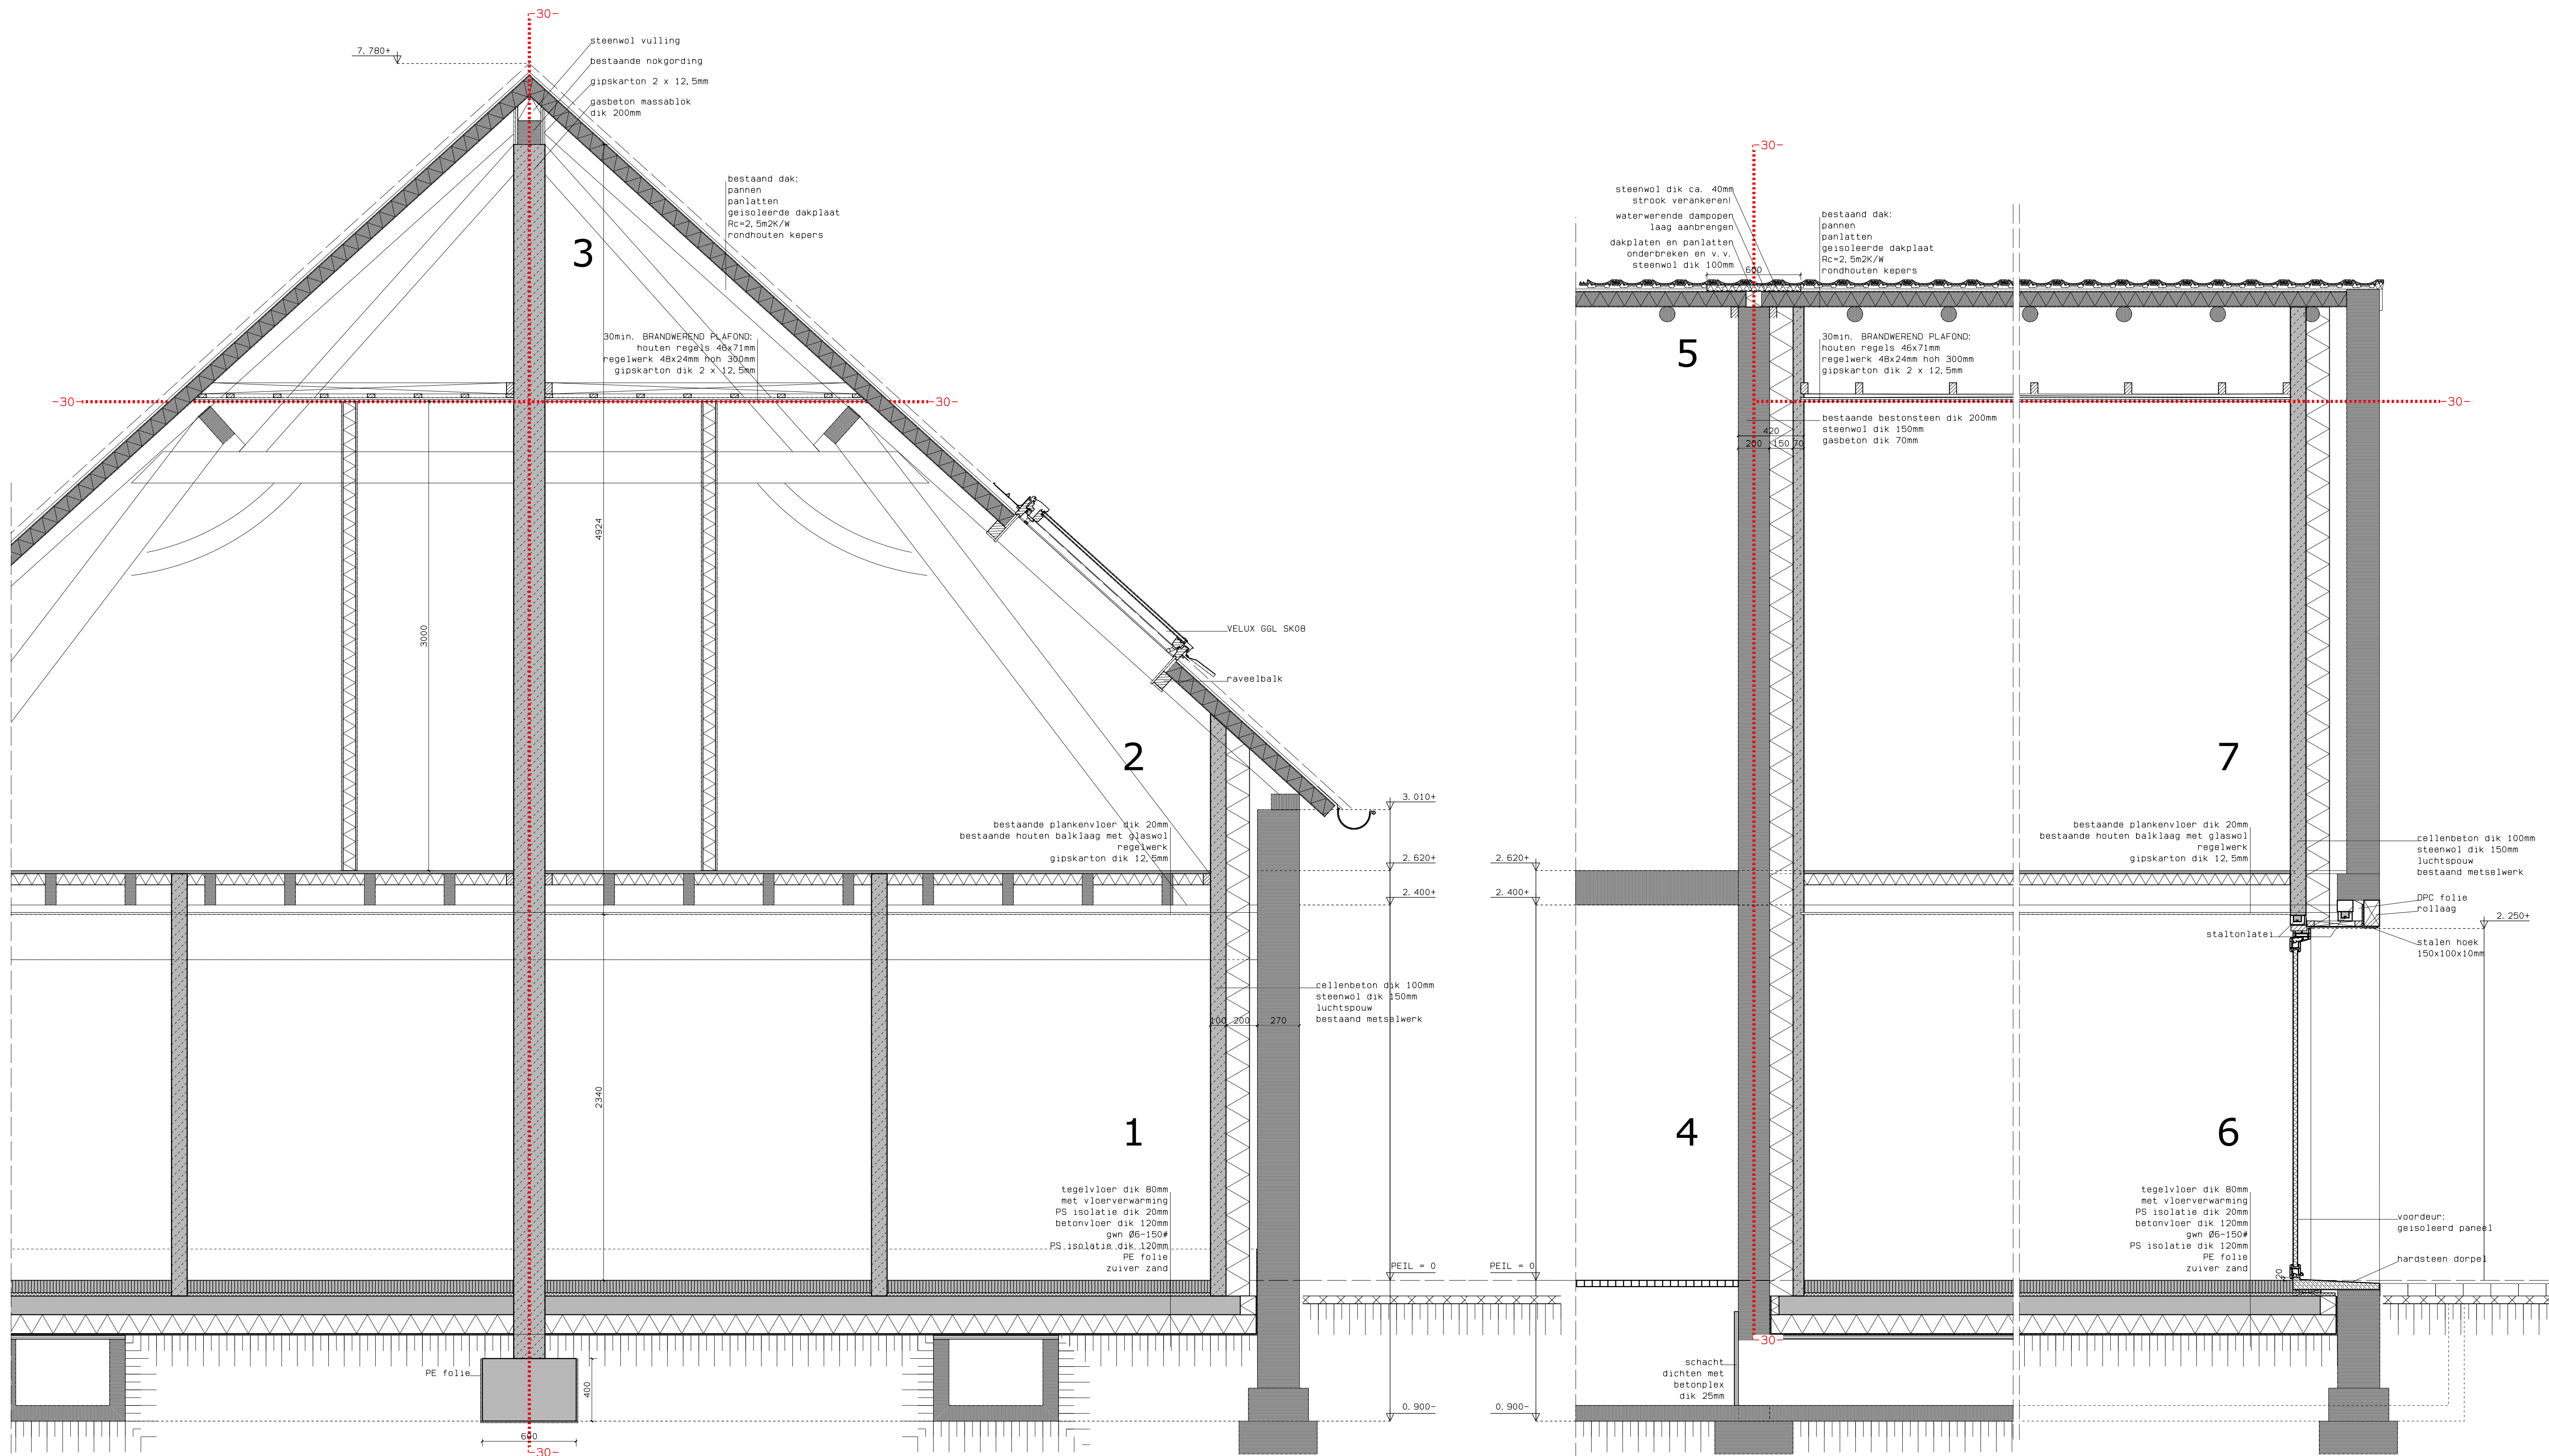 -30-
7.780+
steenwol vulling
bestaande nokgording
gipskarton 2 x 12,5mm
gasbeton massablok
dik 200mm
bestaand dak:
pannen
panlatten
geisoleerde dakplaat
Rc=2,5m2K/W
rondhouten kepers
3
30min. BRANDWEREND PLAFOND:
houten regels 46x71mm
regelwerk 48x24mm hoh 300mm
gipskarton dik 2 x 12,5mm
-30-
-30-
4924
3000
VELUX GGL SK08
raveelbalk
2
3.010+
bestaande plankenvloer dik 20mm
bestaande houten balklaag met glaswol
regelwerk
gipskarton dik 12,5mm
2.620+
2.400+
cellenbeton dik 100mm
steenwol dik 150mm
luchtspouw
bestaand metselwerk
100 200 270
2340
1
tegelvloer dik 80mm
met vloerverwarming
PS isolatie dik 20mm
betonvloer dik 120mm
gwn Ø6-150#
PS isolatie dik 120mm
PE folie
zuiver zand
PEIL = 0
PE folie
400
600
0.900-
-30-
-30-
steenwol dik ca. 40mm
strook verankeren!
waterwerende dampopen
laag aanbrengen
dakplaten en panlatten
onderbreken en v.v.
steenwol dik 100mm
600
bestaand dak:
pannen
panlatten
geisoleerde dakplaat
Rc=2,5m2K/W
rondhouten kepers
5
30min. BRANDWEREND PLAFOND:
houten regels 46x71mm
regelwerk 48x24mm hoh 300mm
gipskarton dik 2 x 12,5mm
-30-
bestaande bestonsteen dik 200mm
steenwol dik 150mm
gasbeton dik 70mm
420
200 150 70
7
bestaande plankenvloer dik 20mm
bestaande houten balklaag met glaswol
regelwerk
gipskarton dik 12,5mm
cellenbeton dik 100mm
steenwol dik 150mm
luchtspouw
bestaand metselwerk
2.620+
2.400+
DPC folie
rollaag
2.250+
staltonlatei
stalen hoek
150x100x10mm
4
6
tegelvloer dik 80mm
met vloerverwarming
PS isolatie dik 20mm
betonvloer dik 120mm
gwn Ø6-150#
PS isolatie dik 120mm
PE folie
zuiver zand
voordeur:
geisoleerd paneel
hardsteen dorpel
20
PEIL = 0
-30-
schacht
dichten met
betonplex
dik 25mm
0.900-